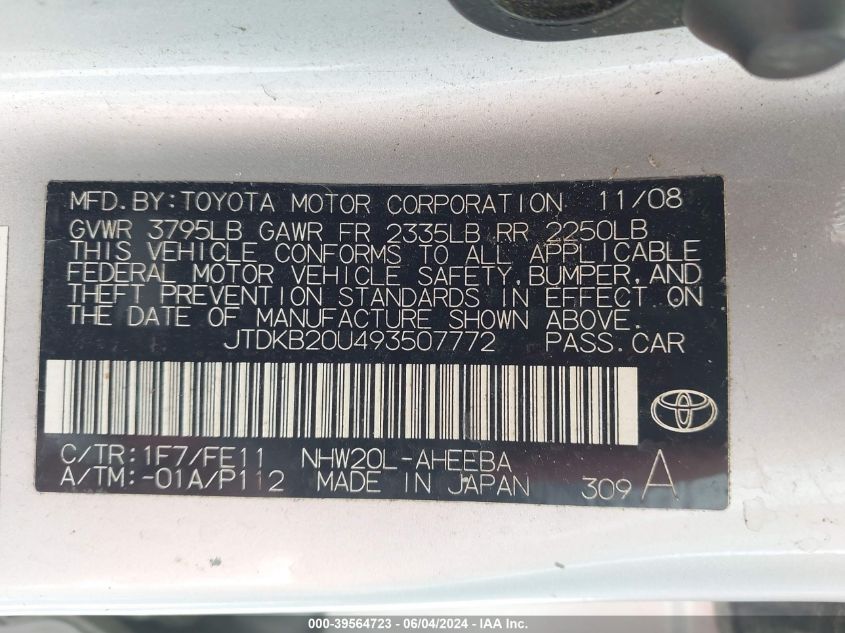 MFD.BY:TOYOTA MOTOR CORPORATION 11/08
GVWR 3795LB GAWR FR 2335LB RR 2250LB
THIS VEHICLE CONFORMS TO ALL APPLICABLE
FEDERAL MOTOR VEHICLE SAFETY,BUMPER,AND
THEFT PREVENTION STANDARDS IN EFFECT ON
THE DATE OF MANUFACTURE SHOWN ABOVE.
JTDKB20U493507772 PASS.CAR
C/TR:1F7/FE11 NHW20L-AHEEBA
A/TM:-01A/P112 MADE IN JAPAN 309 A
000-39564723 - 06/04/2024 - IAA Inc.